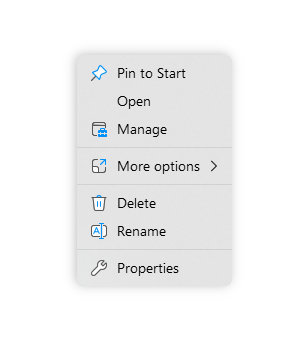 Pin to Start
Open
Manage
More options
Delete
Rename
Properties